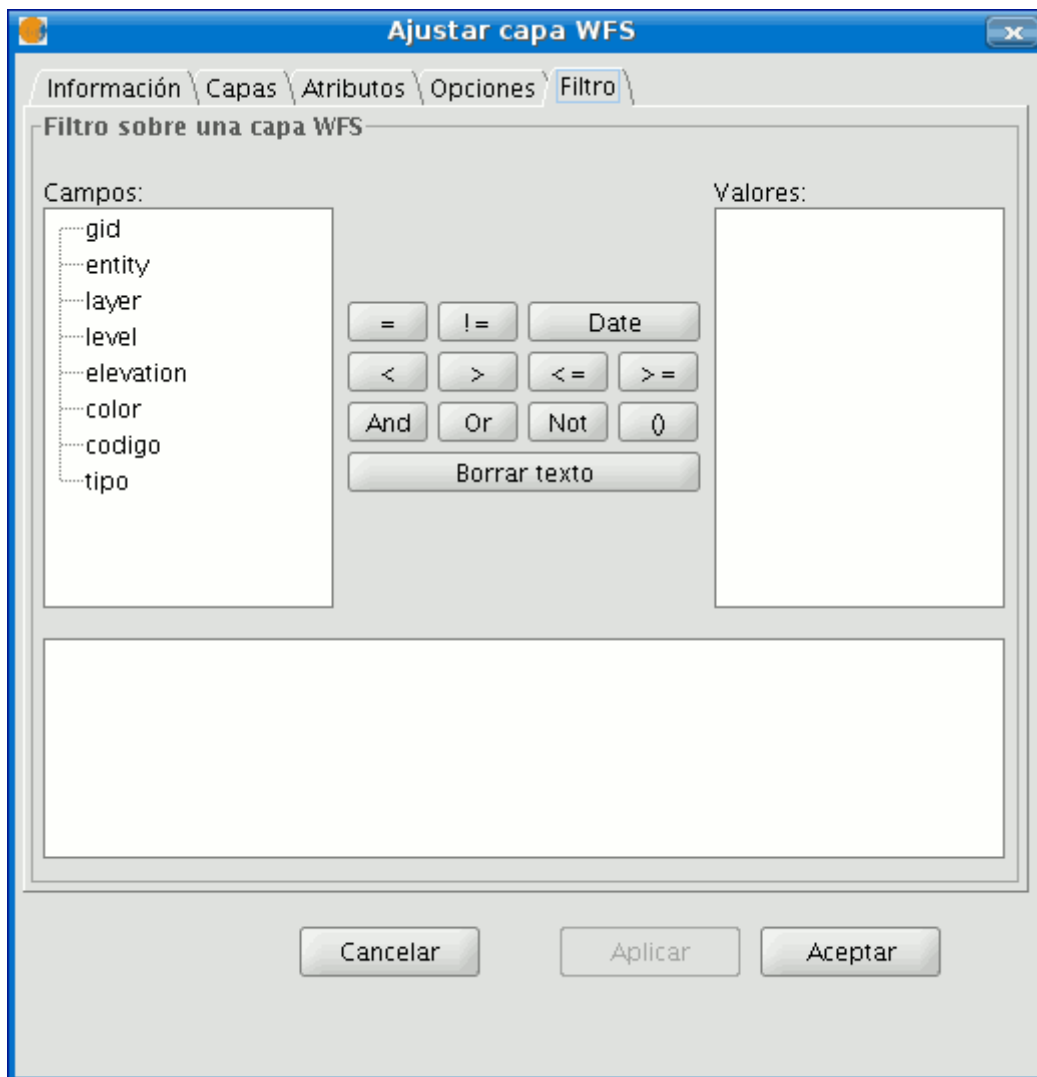 Ajustar capa WFS
Información Capas Atributos Opciones Filtro
Filtro sobre una capa WFS
Campos:
gid
entity
layer
level
elevation
color
codigo
tipo
= != Date
< > <= >=
And Or Not ()
Borrar texto
Valores:
Cancelar Aplicar Aceptar